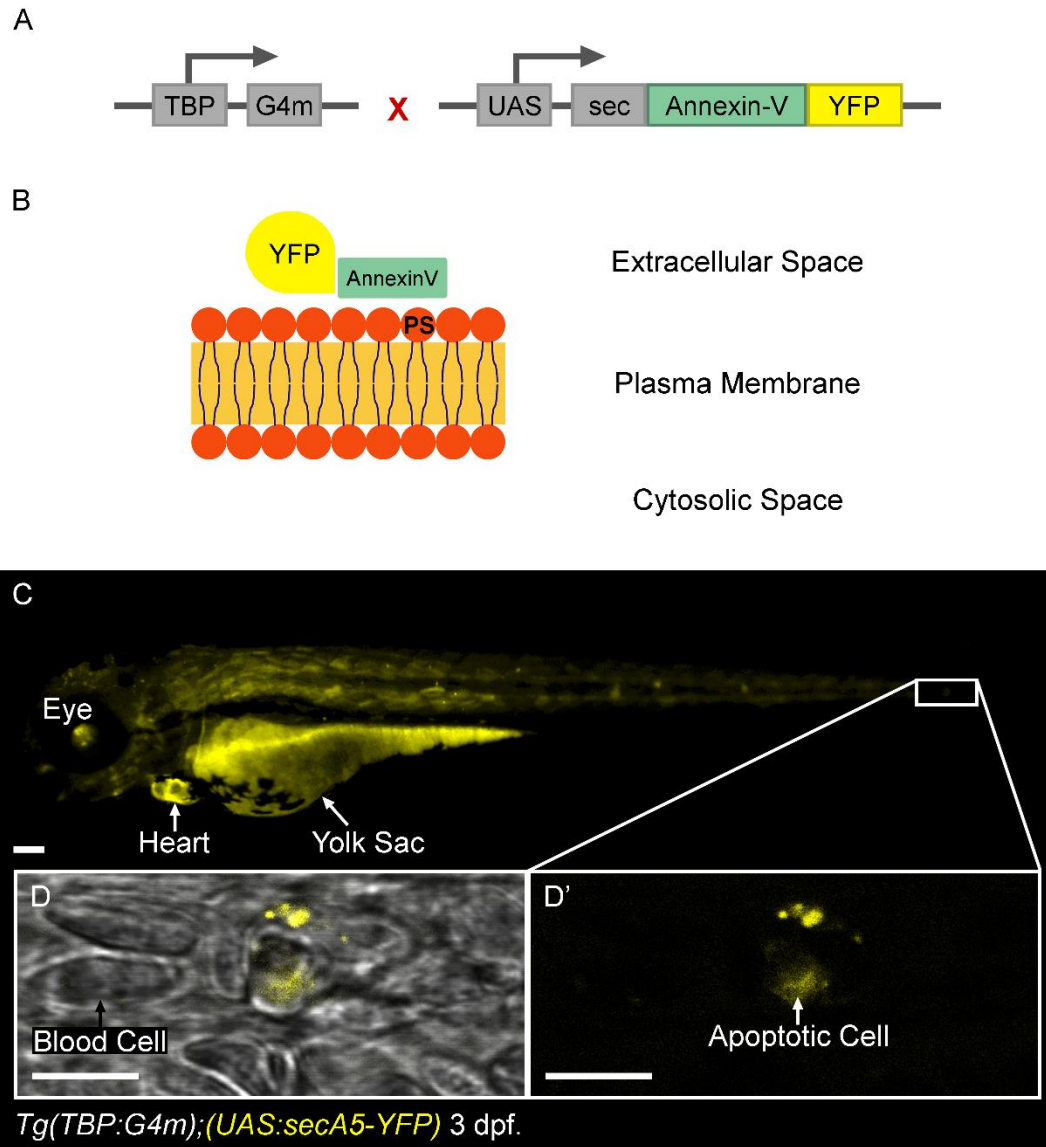 A
TBP G4m X UAS sec Annexin-V YFP
B
YFP
AnnexinV
PS
Extracellular Space
Plasma Membrane
Cytosolic Space
C
Eye
Heart
Yolk Sac
D
Blood Cell
D'
Apoptotic Cell
Tg(TBP:G4m);(UAS:secA5-YFP) 3 dpf.